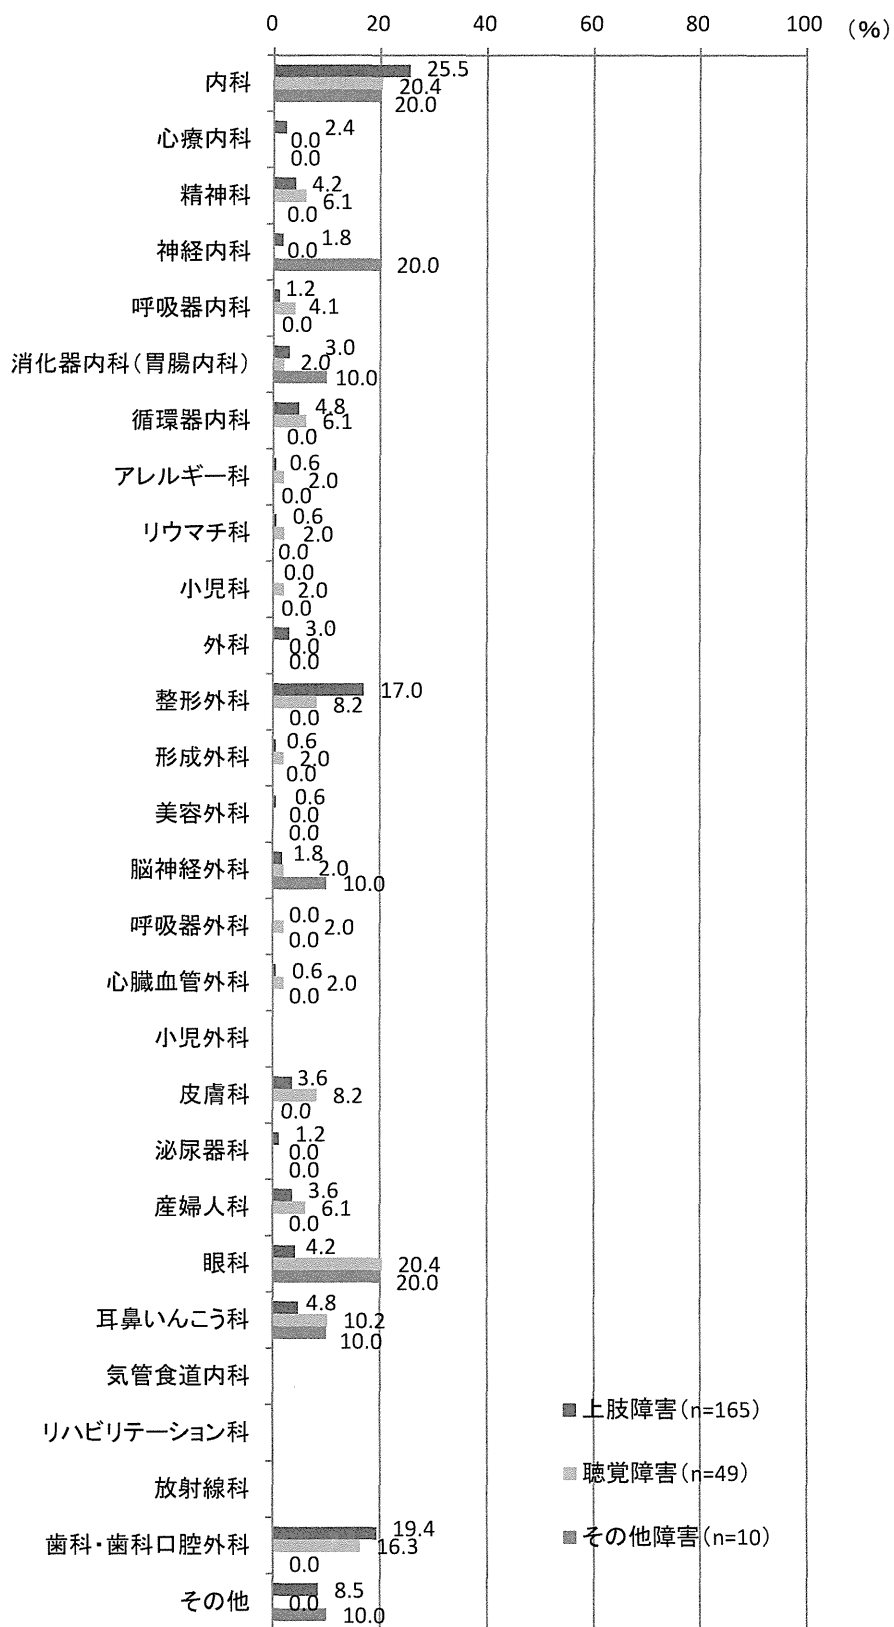 0 20 40 60 80 100 (%)
内科 25.5 20.4 20.0
心療内科 2.4 0.0 0.0
精神科 4.2 6.1 0.0
神経内科 1.8 0.0 20.0
呼吸器内科 1.2 4.1 0.0
消化器内科(胃腸内科) 3.0 2.0 10.0
循環器内科 4.8 6.1 0.0
アレルギー科 0.6 2.0 0.0
リウマチ科 0.6 2.0 0.0
小児科 0.0 2.0 0.0
外科 3.0 0.0 0.0
整形外科 17.0 8.2 0.0
形成外科 0.6 2.0 0.0
美容外科 0.6 0.0 0.0
脳神経外科 1.8 2.0 10.0
呼吸器外科 0.0 2.0 0.0
心臓血管外科 0.6 2.0 0.0
小児外科
皮膚科 3.6 8.2 0.0
泌尿器科 1.2 0.0 0.0
産婦人科 3.6 6.1 0.0
眼科 4.2 20.4 20.0
耳鼻いんこう科 4.8 10.2 10.0
気管食道内科
リハビリテーション科
放射線科
歯科・歯科口腔外科 19.4 16.3 0.0
その他 8.5 0.0 10.0
上肢障害(n=165)
聴覚障害(n=49)
その他障害(n=10)